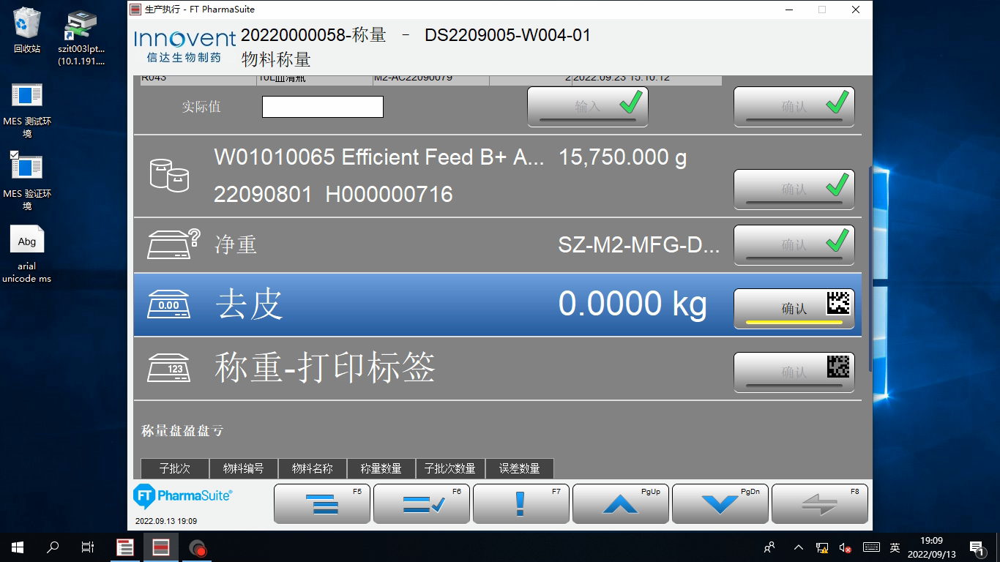 生产执行 - FT PharmaSuite
回收站
szit003lpt...
(10.1.191....
MES 测试环
境
MES 验证环
境
Abg
arial
unicode ms
Innovent
信达生物制药
20220000058-称量 - DS2209005-W004-01
物料称量
R043 10L血清瓶 M2-AC22090079 2 2022.09.23 15:10:12
实际值 输入 确认
W01010065 Efficient Feed B+ A... 15,750.000 g
22090801 H000000716 确认
净重 SZ-M2-MFG-D... 确认
0.00 去皮 0.0000 kg 确认
123 称重-打印标签 确认
称量盘盈盘亏
子批次 物料编号 物料名称 称量数量 子批次数量 误差数量
FT PharmaSuite®
F5 F6 F7 PgUp PgDn F8
2022.09.13 19:09
英
19:09
2022/09/13
1